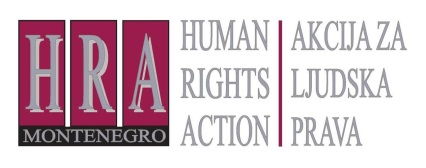 HRA
MONTENEGRO
HUMAN
RIGHTS
ACTION
AKCIJA ZA
LJUDSKA
PRAVA